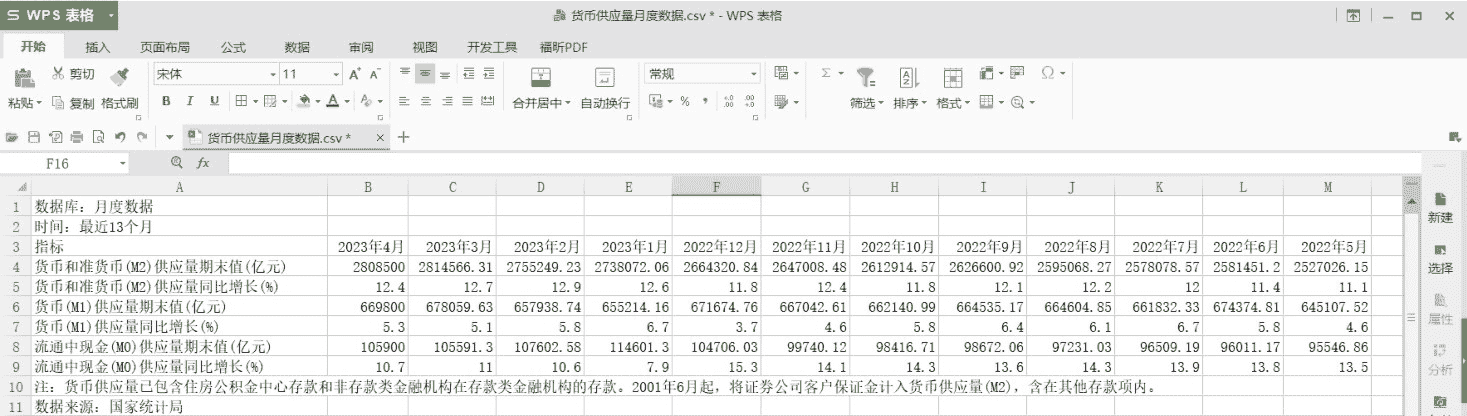 S WPS 表格
货币供应量月度数据.csv * - WPS 表格
开始 插入 页面布局 公式 数据 审阅 视图 开发工具 福昕PDF
剪切 宋体 11 A+ A- 常规 Σ Ω
粘贴 复制 格式刷 B I U A 合并居中 自动换行 % 筛选 排序 格式
货币供应量月度数据.csv * × +
F16 fx
A B C D E F G H I J K L M
1 数据库：月度数据
2 时间：最近13个月
3 指标 2023年4月 2023年3月 2023年2月 2023年1月 2022年12月 2022年11月 2022年10月 2022年9月 2022年8月 2022年7月 2022年6月 2022年5月
4 货币和准货币(M2)供应量期末值(亿元) 2808500 2814566.31 2755249.23 2738072.06 2664320.84 2647008.48 2612914.57 2626600.92 2595068.27 2578078.57 2581451.2 2527026.15
5 货币和准货币(M2)供应量同比增长(%) 12.4 12.7 12.9 12.6 11.8 12.4 11.8 12.1 12.2 12 11.4 11.1
6 货币(M1)供应量期末值(亿元) 669800 678059.63 657938.74 655214.16 671674.76 667042.61 662140.99 664535.17 664604.85 661832.33 674374.81 645107.52
7 货币(M1)供应量同比增长(%) 5.3 5.1 5.8 6.7 3.7 4.6 5.8 6.4 6.1 6.7 5.8 4.6
8 流通中现金(M0)供应量期末值(亿元) 105900 105591.3 107602.58 114601.3 104706.03 99740.12 98416.71 98672.06 97231.03 96509.19 96011.17 95546.86
9 流通中现金(M0)供应量同比增长(%) 10.7 11 10.6 7.9 15.3 14.1 14.3 13.6 14.3 13.9 13.8 13.5
10 注：货币供应量已包含住房公积金中心存款和非存款类金融机构在存款类金融机构的存款。2001年6月起，将证券公司客户保证金计入货币供应量(M2)，含在其他存款项内。
11 数据来源：国家统计局
新建
选择
属性
分析